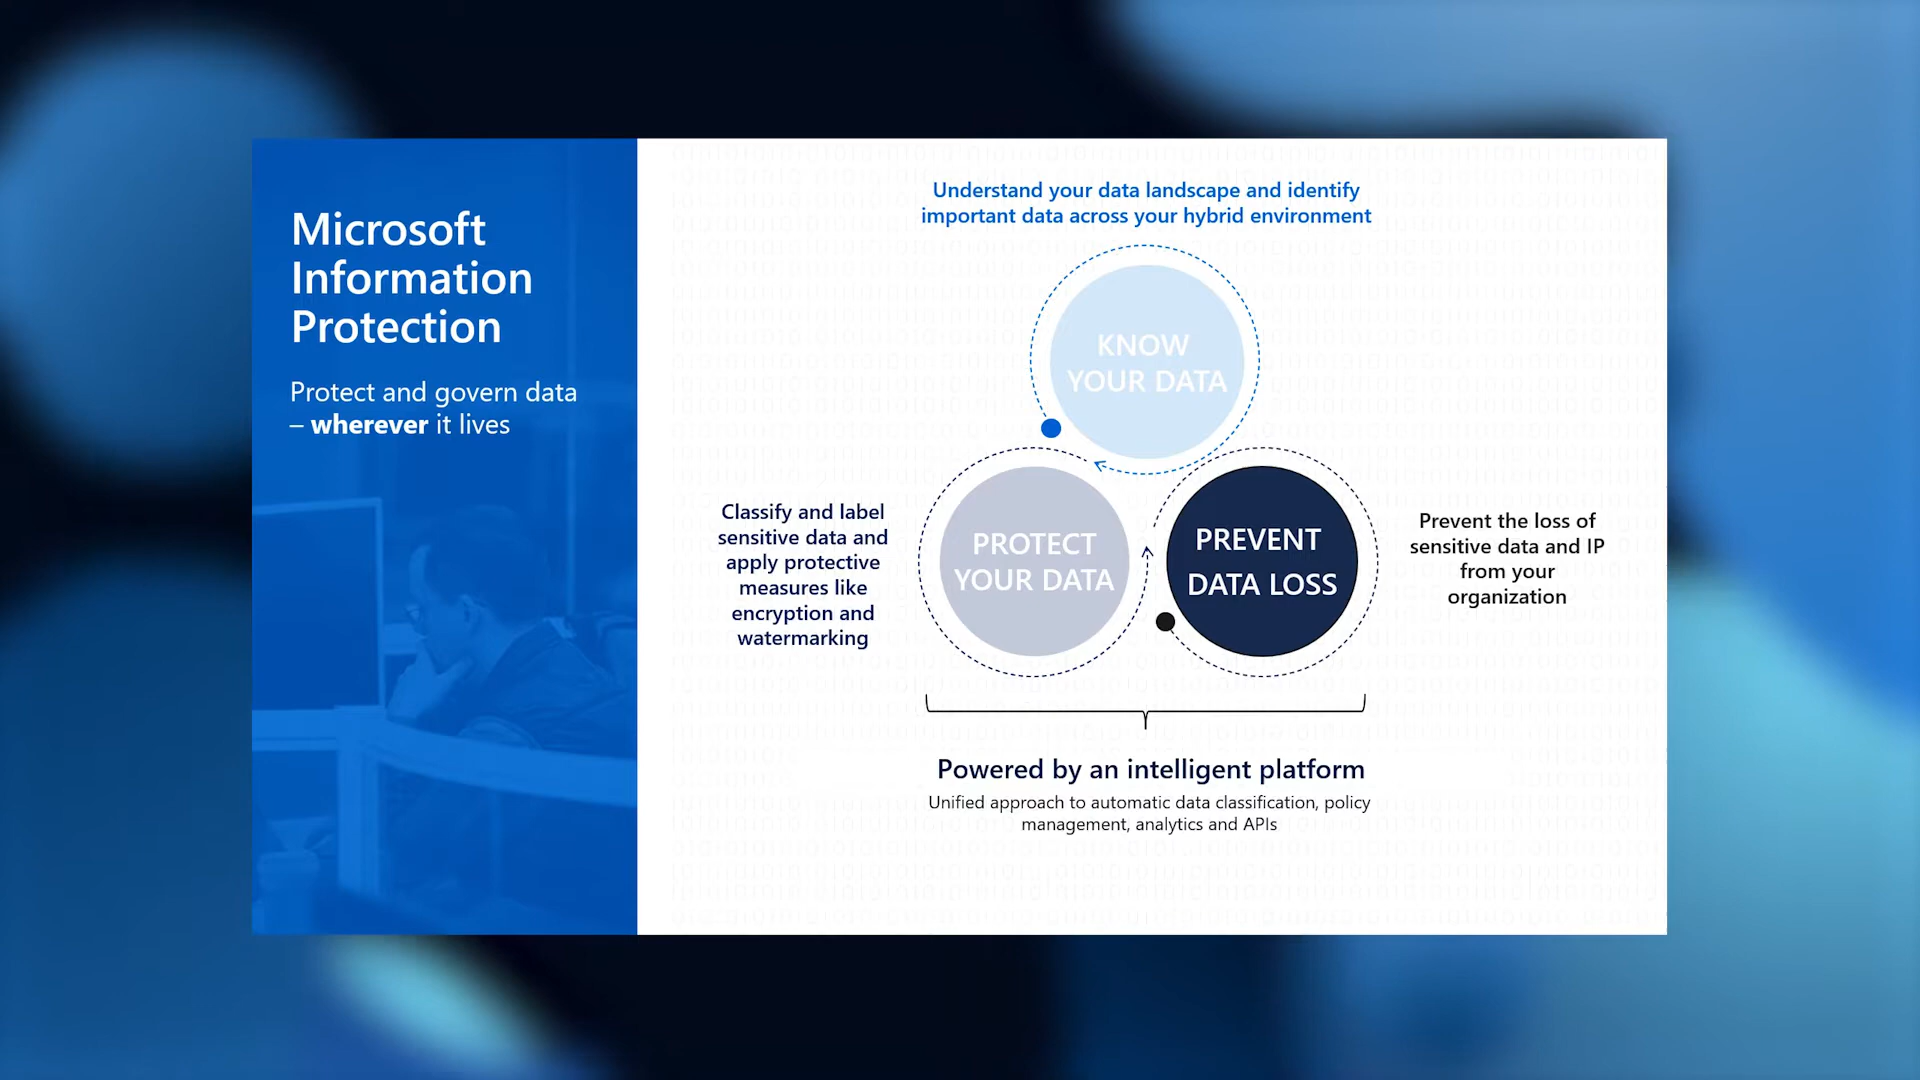 Microsoft
Information
Protection
Protect and govern data
– wherever it lives
Understand your data landscape and identify
important data across your hybrid environment
KNOW
YOUR DATA
Classify and label
sensitive data and
apply protective
measures like
encryption and
watermarking
PROTECT
YOUR DATA
PREVENT
DATA LOSS
Prevent the loss of
sensitive data and IP
from your
organization
Powered by an intelligent platform
Unified approach to automatic data classification, policy
management, analytics and APIs